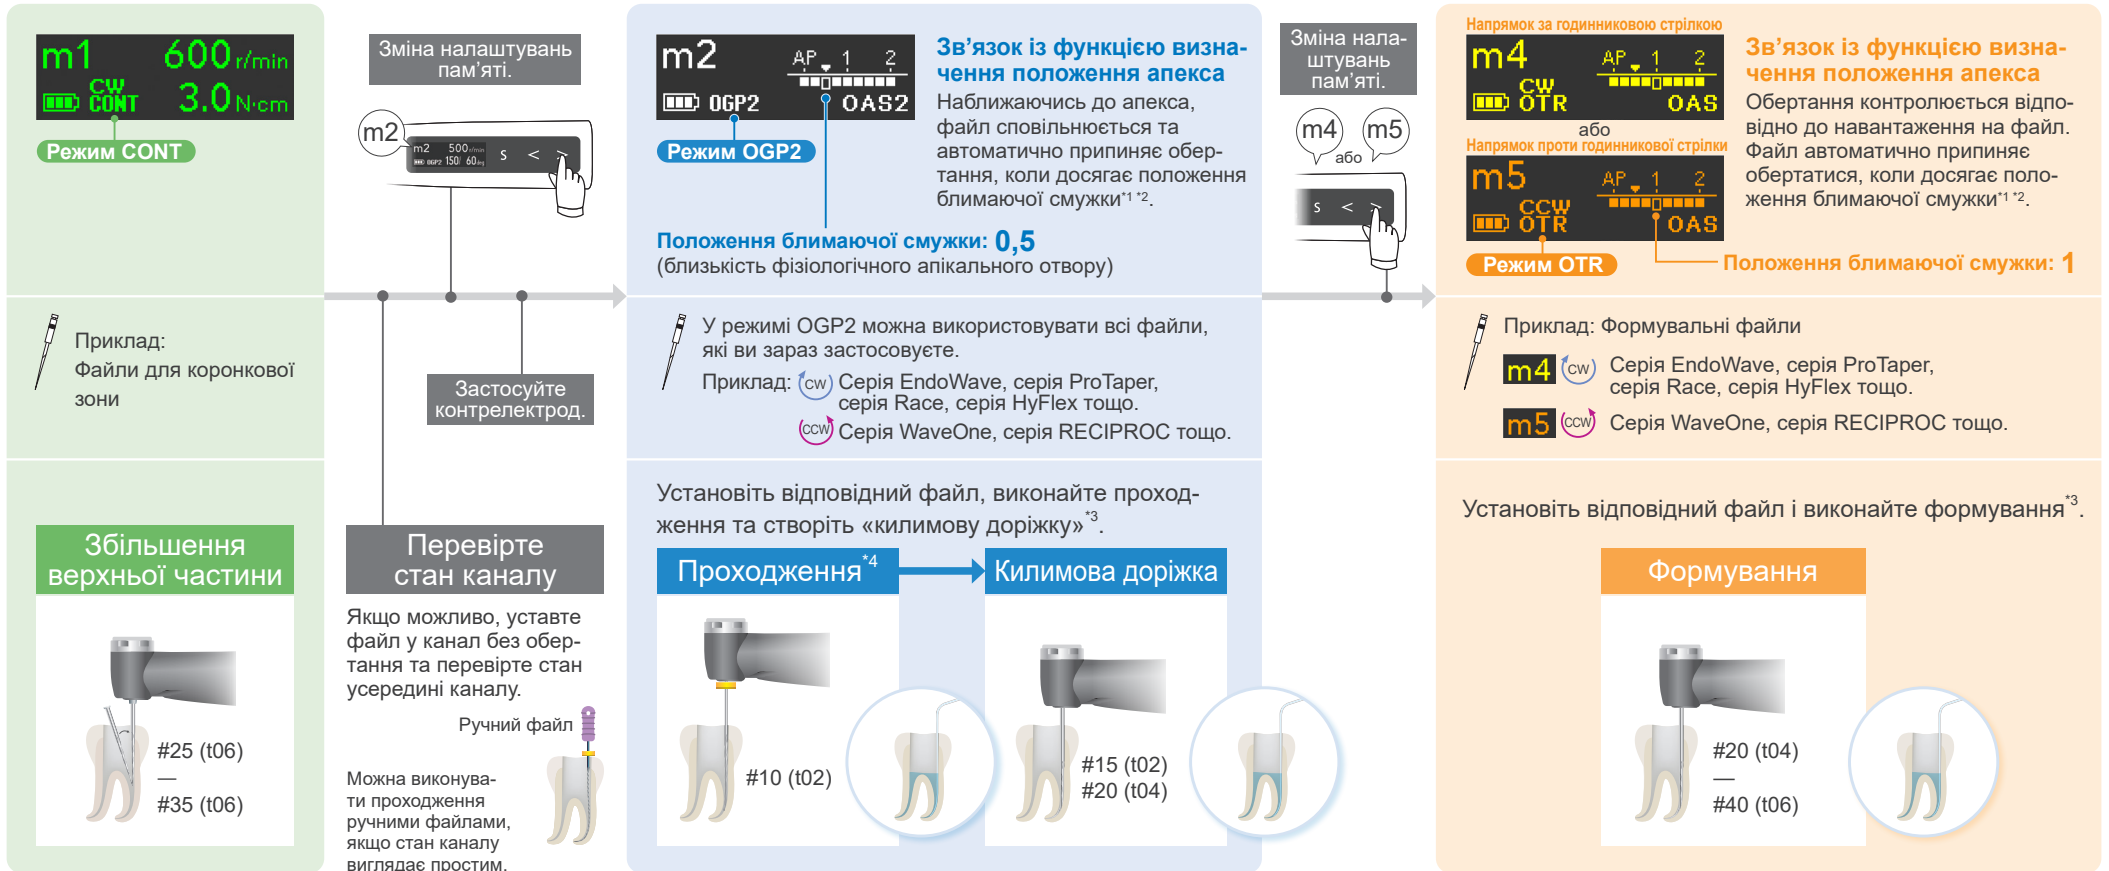 m1 600 r/min
CW
CONT 3.0 N·cm
Режим CONT
Приклад:
Файли для коронкової
зони
Збільшення
верхньої частини
#25 (t06)
—
#35 (t06)
Зміна налаштувань
пам’яті.
m2
m2 500 r/min
OGP2 150/ 60deg
S < >
Застосуйте
контрелектрод.
Перевірте
стан каналу
Якщо можливо, уставте
файл у канал без обер-
тання та перевірте стан
усередині каналу.
Ручний файл
Можна виконува-
ти проходження
ручними файлами,
якщо стан каналу
виглядає простим.
m2 AP 1 2
OGP2 OAS2
Режим OGP2
Зв’язок із функцією визна-
чення положення апекса
Наближаючись до апекса,
файл сповільнюється та
автоматично припиняє обер-
тання, коли досягає положення
блимаючої смужки*1 *2.
Положення блимаючої смужки: 0,5
(близькість фізіологічного апікального отвору)
У режимі OGP2 можна використовувати всі файли,
які ви зараз застосовуєте.
Приклад: CW Серія EndoWave, серія ProTaper,
серія Race, серія HyFlex тощо.
CCW Серія WaveOne, серія RECIPROC тощо.
Установіть відповідний файл, виконайте проход-
ження та створіть «килимову доріжку»*3.
Проходження*4
Килимова доріжка
#10 (t02)
#15 (t02)
#20 (t04)
Зміна нала-
штувань
пам’яті.
m4 або m5
S < >
Напрямок за годинниковою стрілкою
m4 AP 1 2
CW
OTR OAS
або
Напрямок проти годинникової стрілки
m5 AP 1 2
CCW
OTR OAS
Режим OTR
Зв’язок із функцією визна-
чення положення апекса
Обертання контролюється відпо-
відно до навантаження на файл.
Файл автоматично припиняє
обертатися, коли досягає поло-
ження блимаючої смужки*1 *2.
Положення блимаючої смужки: 1
Приклад: Формувальні файли
m4 CW Серія EndoWave, серія ProTaper,
серія Race, серія HyFlex тощо.
m5 CCW Серія WaveOne, серія RECIPROC тощо.
Установіть відповідний файл і виконайте формування*3.
Формування
#20 (t04)
—
#40 (t06)